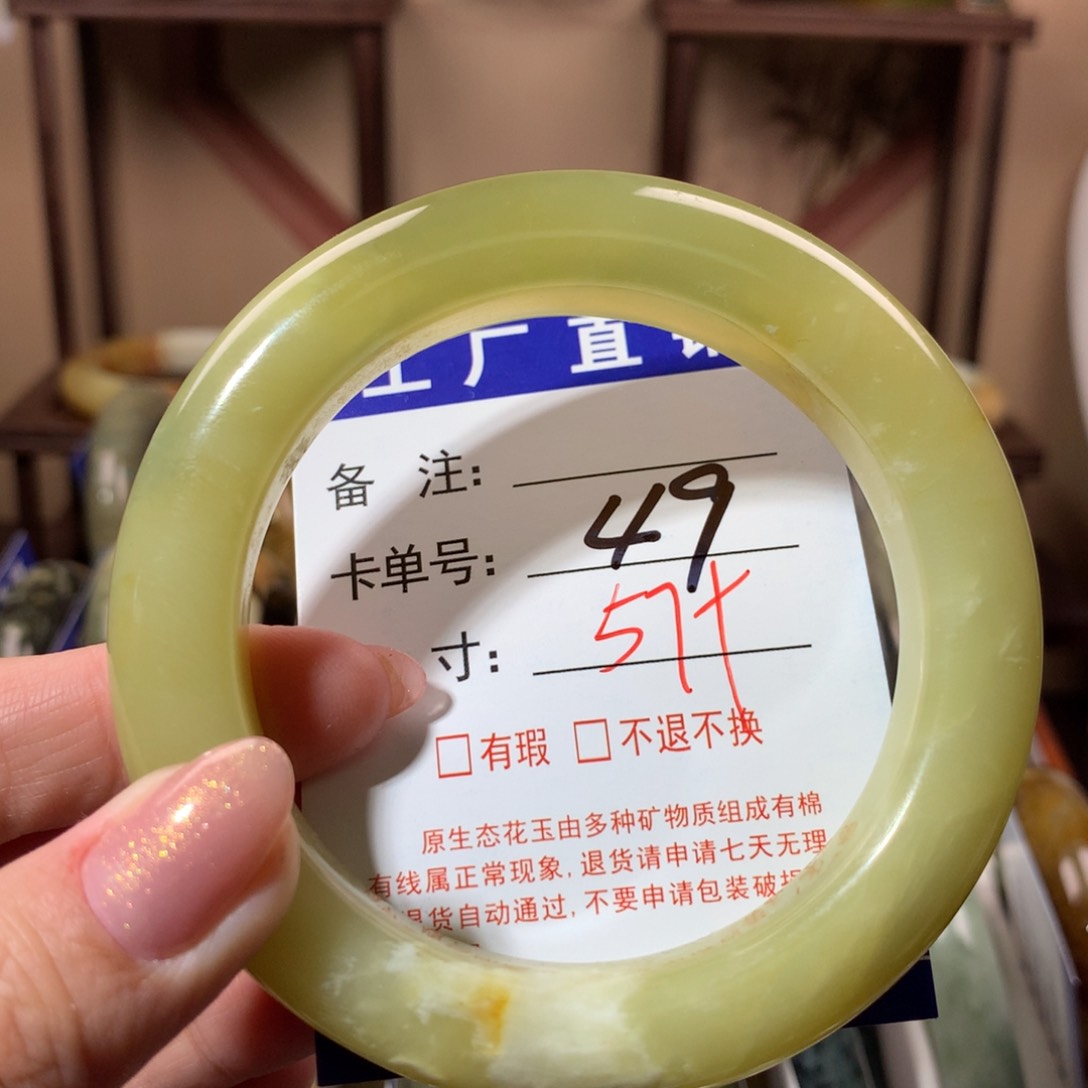 工厂直销
备 注:
卡单号: 49
寸: 57+
有瑕 不退不换
原生态花玉由多种矿物质组成有棉
有线属正常现象,退货请申请七天无理
退货自动通过,不要申请包装破损